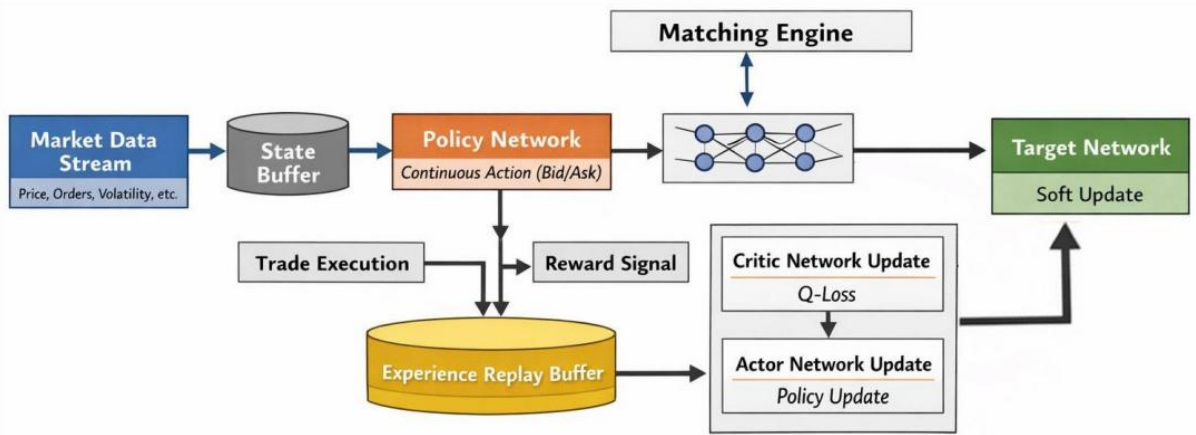 Matching Engine
Market Data
Stream
Price, Orders, Volatility, etc.
State
Buffer
Policy Network
Continuous Action (Bid/Ask)
Target Network
Soft Update
Trade Execution
Reward Signal
Critic Network Update
Q-Loss
Experience Replay Buffer
Actor Network Update
Policy Update